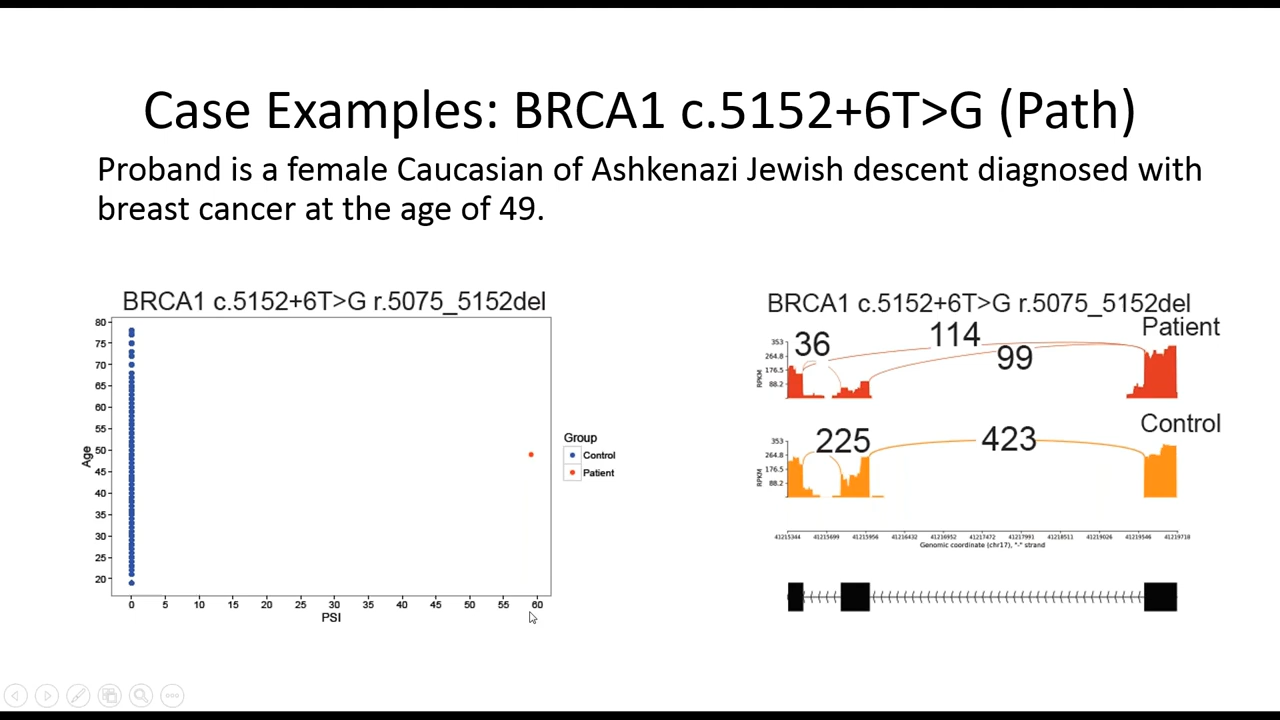 Case Examples: BRCA1 c.5152+6T>G (Path)
Proband is a female Caucasian of Ashkenazi Jewish descent diagnosed with
breast cancer at the age of 49.
BRCA1 c.5152+6T>G r.5075_5152del
80
75
70
65
60
55
50
45
40
35
30
25
20
Age
0 5 10 15 20 25 30 35 40 45 50 55 60
PSI
Group
Control
Patient
BRCA1 c.5152+6T>G r.5075_5152del
Patient
36
114
99
353
264.8
176.5
88.2
RPKM
Control
225
423
353
264.8
176.5
88.2
RPKM
41215344 41215699 41215956 41216432 41216952 41217472 41217991 41218511 41219026 41219546 41219718
Genomic coordinate (chr17), "-" strand